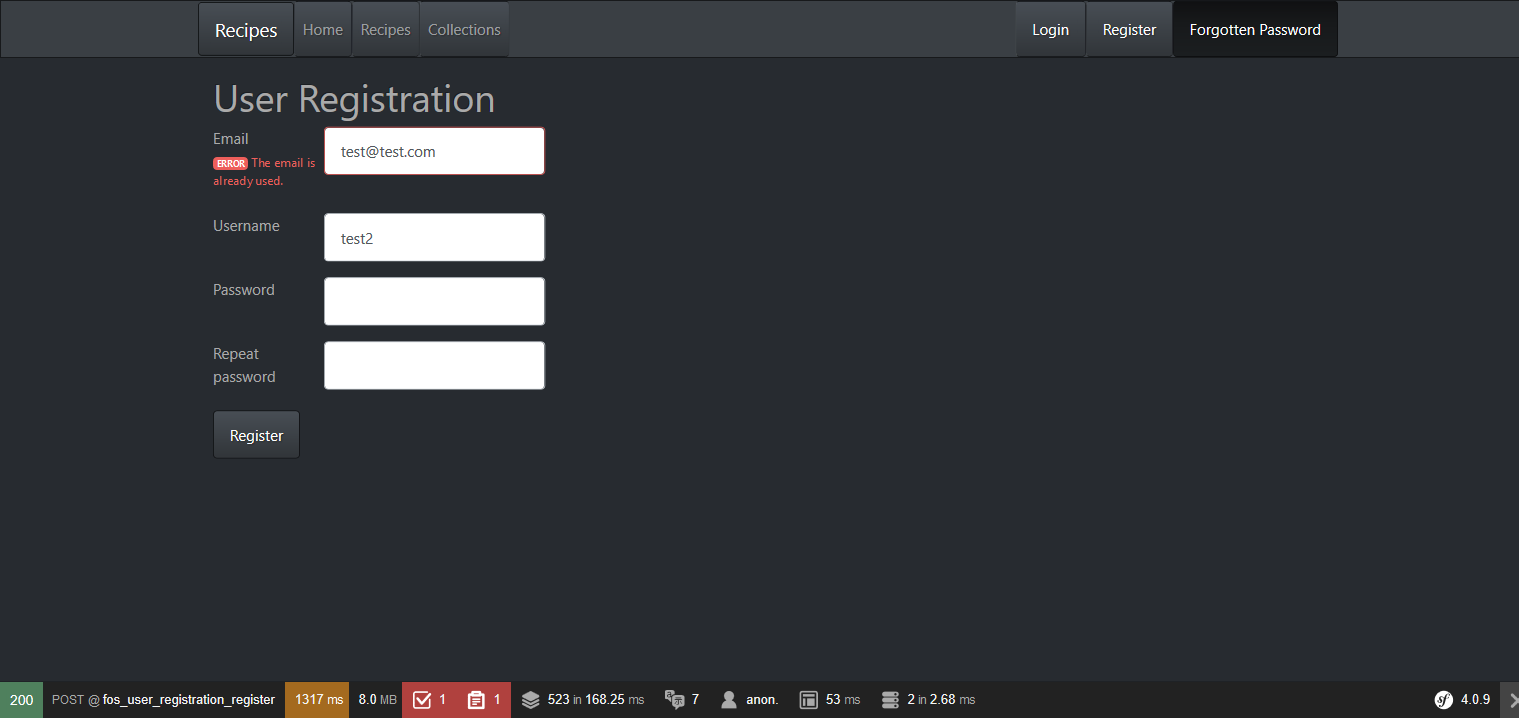 Recipes Home Recipes Collections Login Register Forgotten Password
User Registration
Email
test@test.com
ERROR The email is
already used.
Username
test2
Password
Repeat
password
Register
200 POST @ fos_user_registration_register 1317 ms 8.0 MB 1 1 523 in 168.25 ms 7 anon. 53 ms 2 in 2.68 ms sf 4.0.9